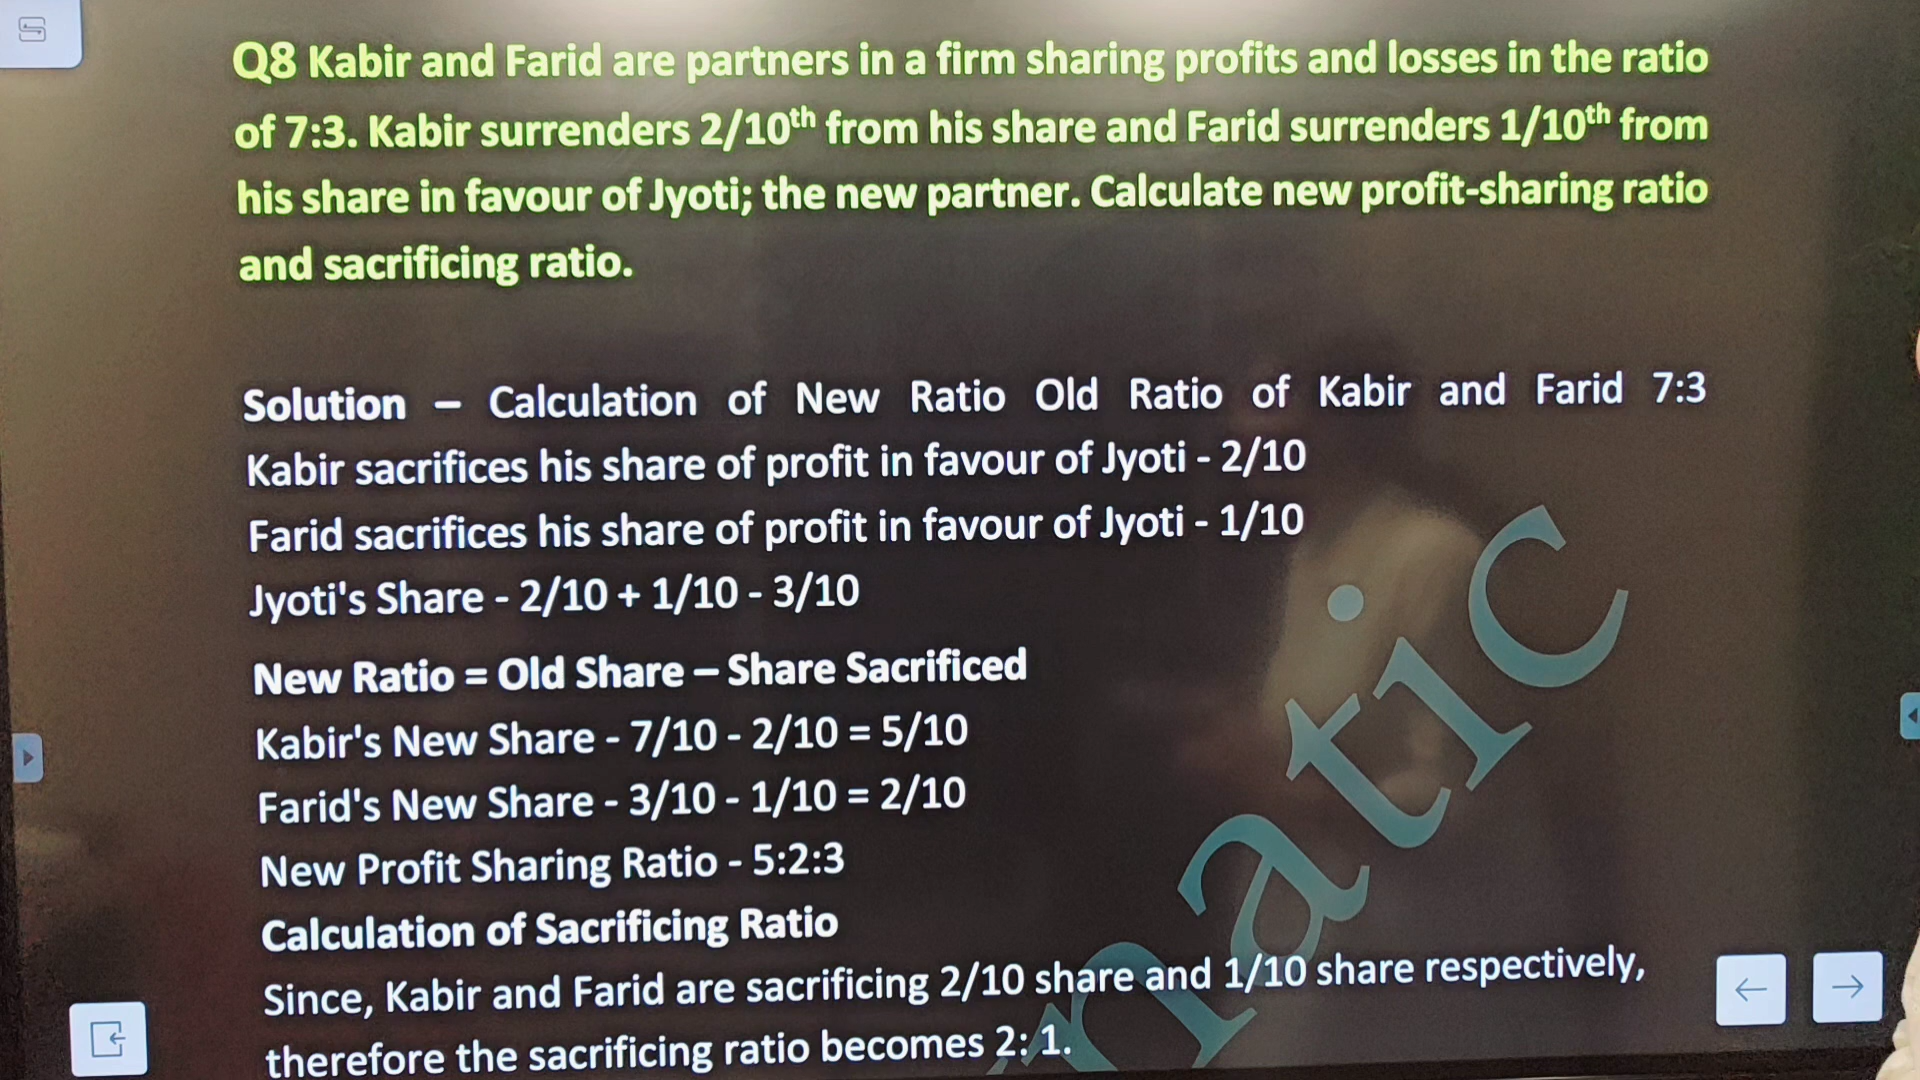 Q8 Kabir and Farid are partners in a firm sharing profits and losses in the ratio
of 7:3. Kabir surrenders 2/10th from his share and Farid surrenders 1/10th from
his share in favour of Jyoti; the new partner. Calculate new profit-sharing ratio
and sacrificing ratio.
Solution – Calculation of New Ratio Old Ratio of Kabir and Farid 7:3
Kabir sacrifices his share of profit in favour of Jyoti - 2/10
Farid sacrifices his share of profit in favour of Jyoti - 1/10
Jyoti's Share - 2/10 + 1/10 - 3/10
New Ratio = Old Share – Share Sacrificed
Kabir's New Share - 7/10 - 2/10 = 5/10
Farid's New Share - 3/10 - 1/10 = 2/10
New Profit Sharing Ratio - 5:2:3
Calculation of Sacrificing Ratio
Since, Kabir and Farid are sacrificing 2/10 share and 1/10 share respectively,
therefore the sacrificing ratio becomes 2: 1.
matic